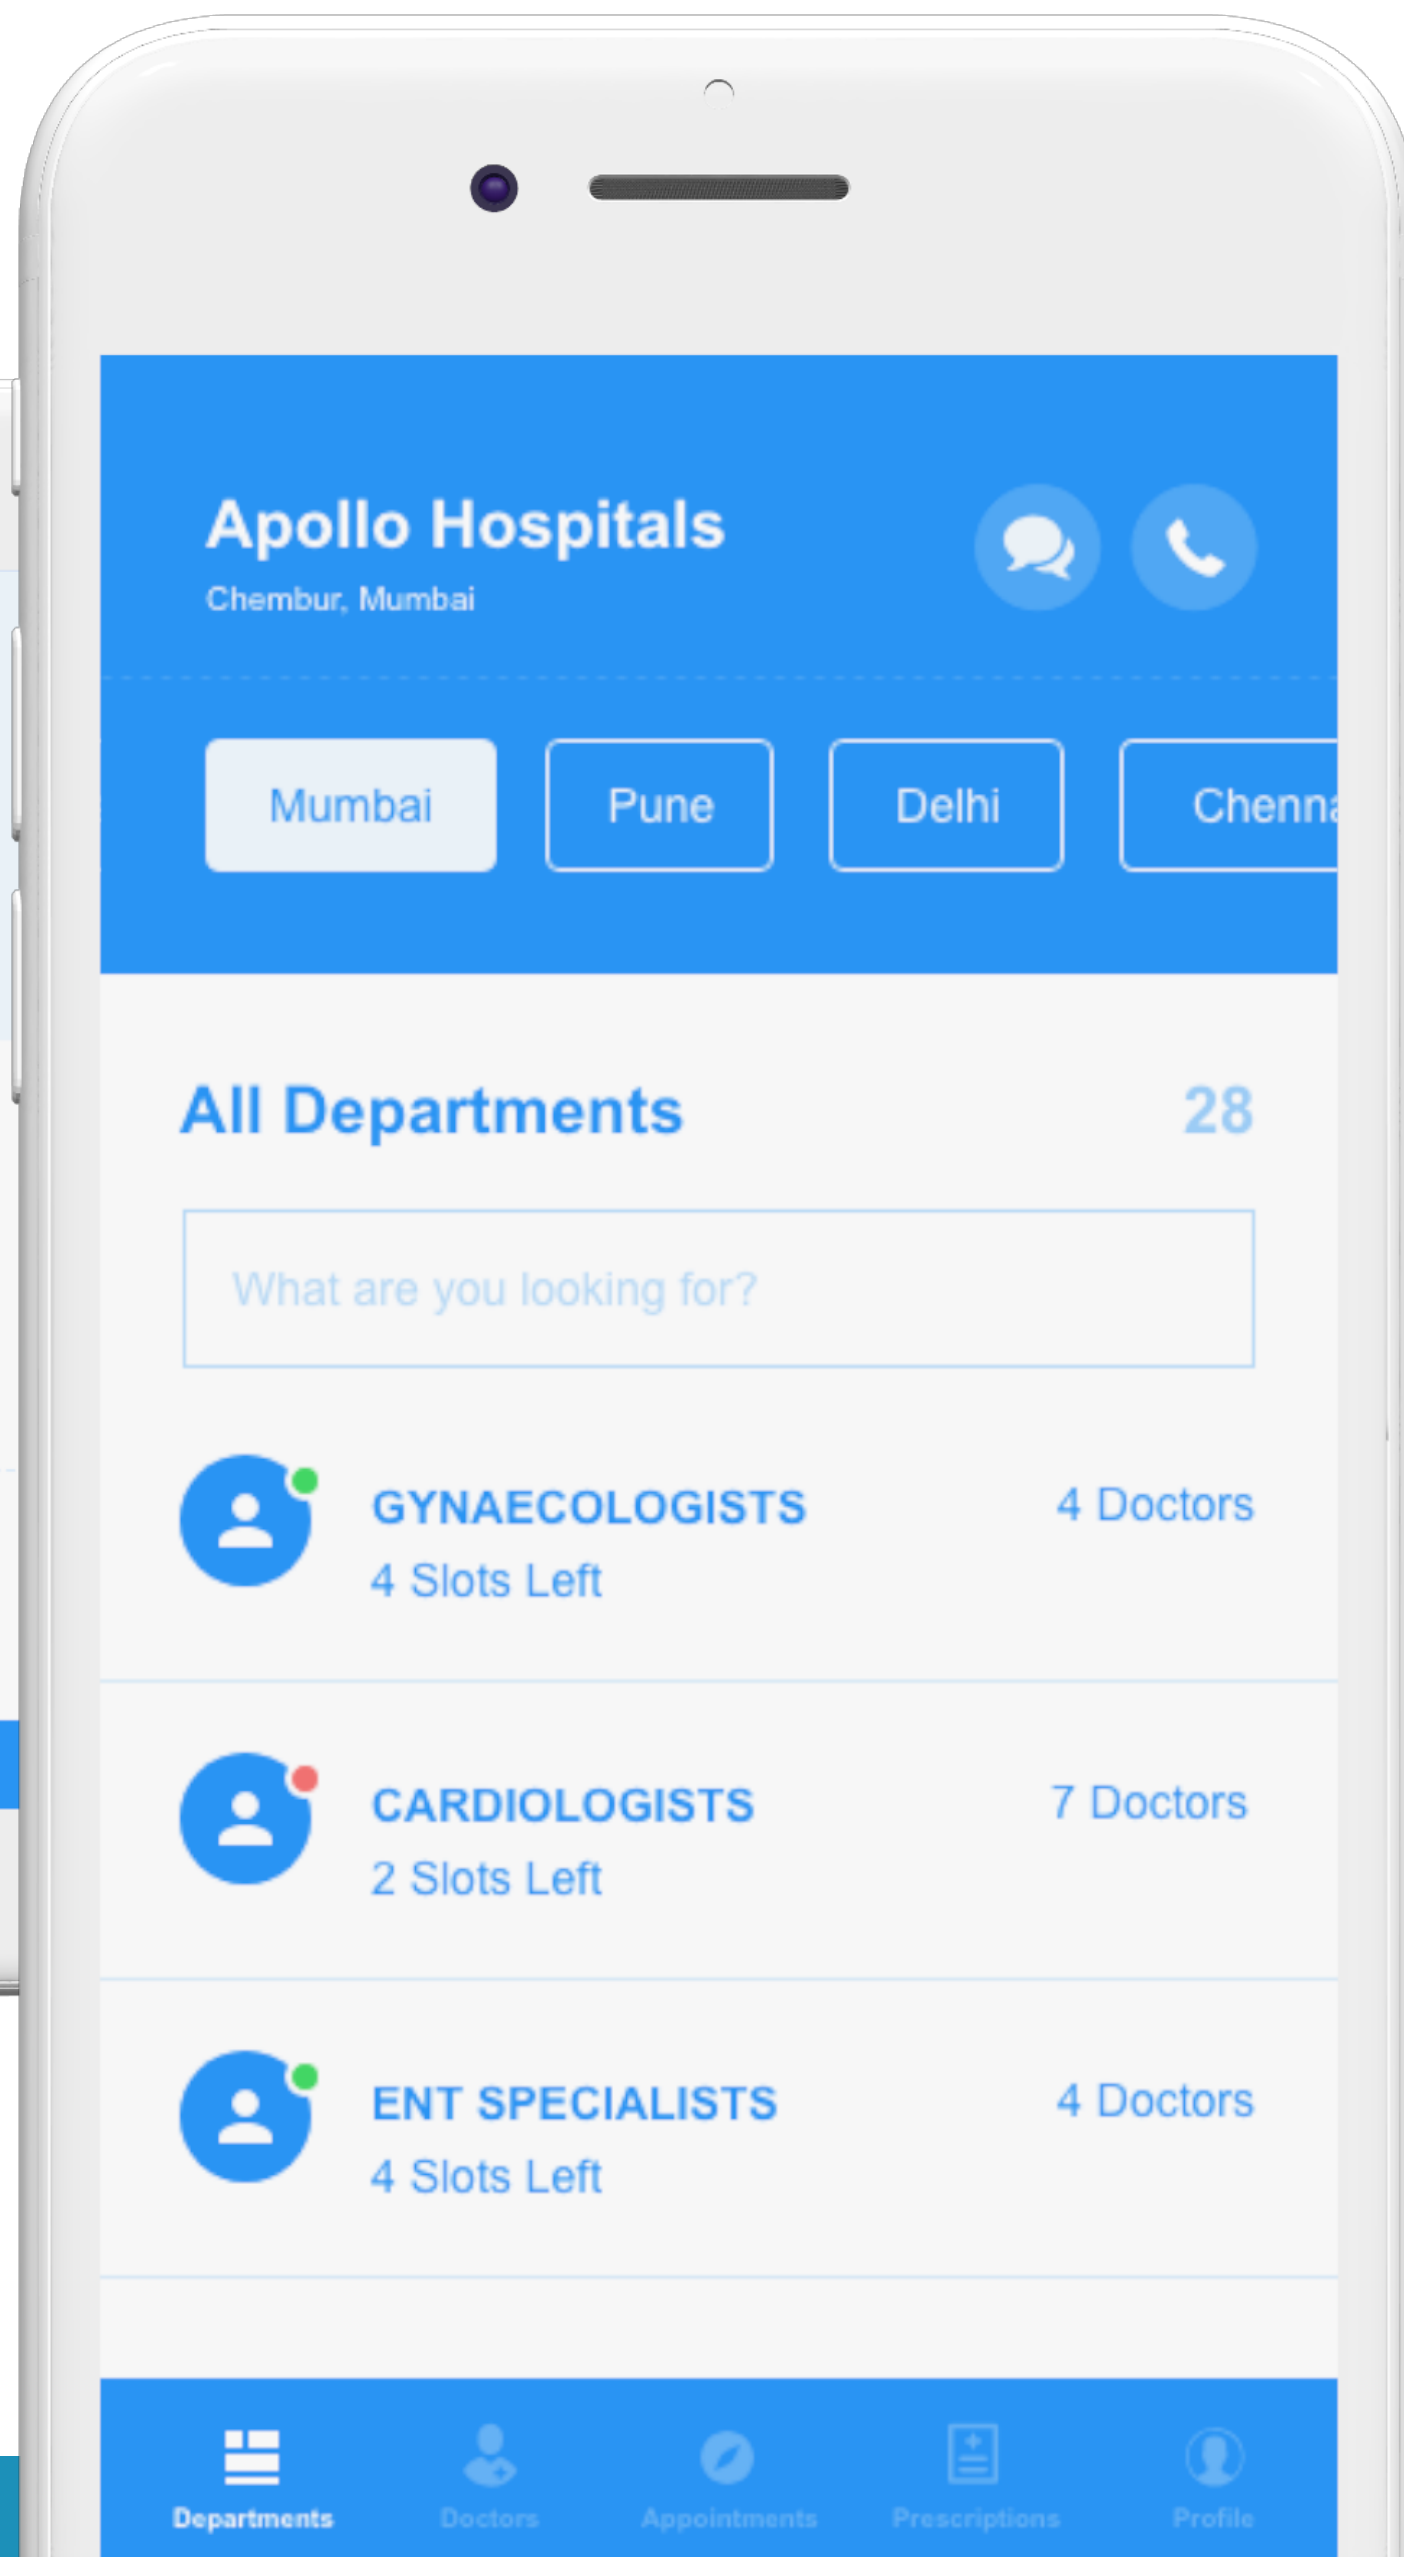 Apollo Hospitals
Chembur, Mumbai
Mumbai Pune Delhi Chenna
All Departments 28
What are you looking for?
GYNAECOLOGISTS 4 Doctors
4 Slots Left
CARDIOLOGISTS 7 Doctors
2 Slots Left
ENT SPECIALISTS 4 Doctors
4 Slots Left
Departments Doctors Appointments Prescriptions Profile